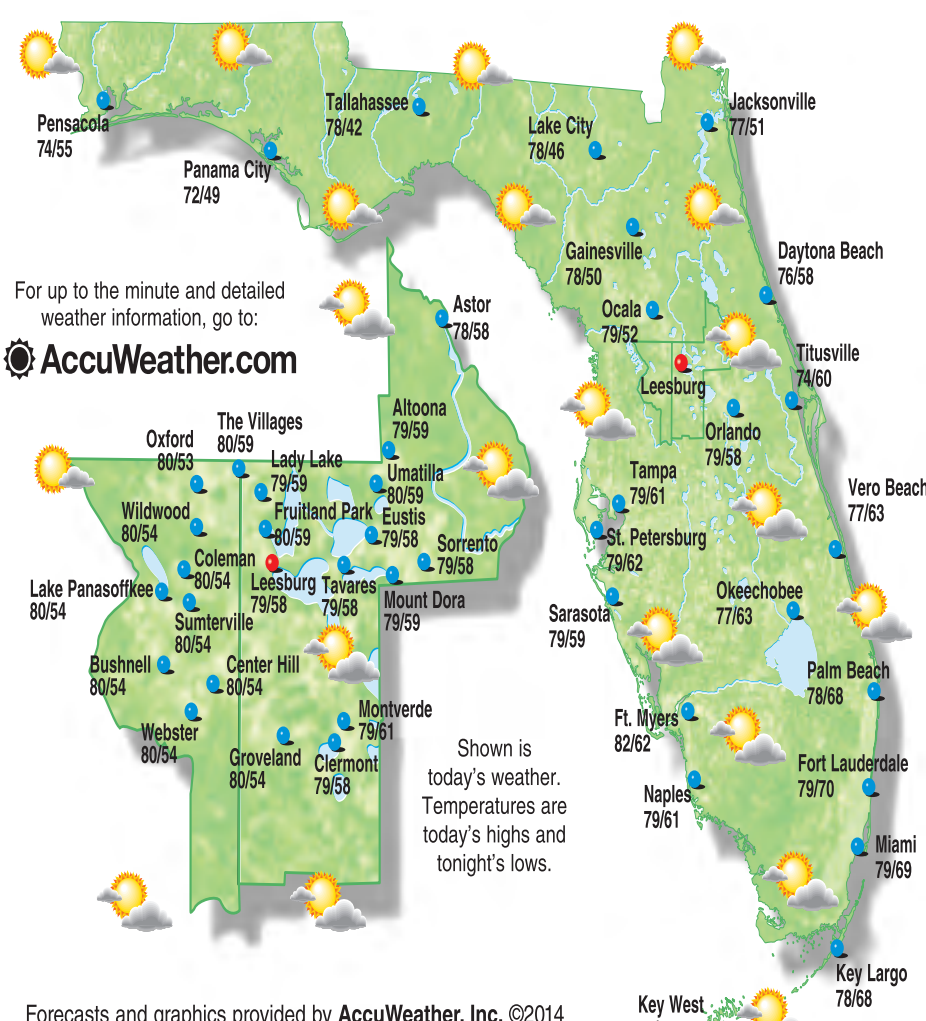 Pensacola
74/55
Panama City
72/49
Tallahassee
78/42
Lake City
78/46
Jacksonville
77/51
Gainesville
78/50
Daytona Beach
76/58
Ocala
79/52
Titusville
74/60
Leesburg
Orlando
79/58
Tampa
79/61
St. Petersburg
79/62
Vero Beach
77/63
Sarasota
79/59
Okeechobee
77/63
Palm Beach
78/68
Ft. Myers
82/62
Fort Lauderdale
79/70
Naples
79/61
Miami
79/69
Key Largo
78/68
Key West
For up to the minute and detailed
weather information, go to:
AccuWeather.com
Astor
78/58
Altoona
79/59
The Villages
80/59
Oxford
80/53
Lady Lake
79/59
Umatilla
80/59
Wildwood
80/54
Fruitland Park
80/59
Eustis
79/58
Sorrento
79/58
Coleman
80/54
Leesburg
79/58
Tavares
79/58
Mount Dora
79/59
Lake Panasoffkee
80/54
Sumterville
80/54
Bushnell
80/54
Center Hill
80/54
Webster
80/54
Groveland
80/54
Montverde
79/61
Clermont
79/58
Shown is
today's weather.
Temperatures are
today's highs and
tonight's lows.
Forecasts and graphics provided by AccuWeather, Inc. ©2014